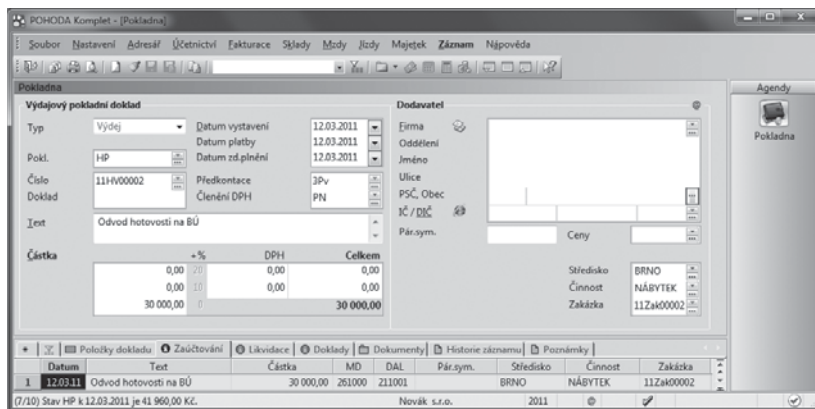 POHODA Komplet - [Pokladna]
Soubor Nastavení Adresář Účetnictví Fakturace Sklady Mzdy Jízdy Majetek Záznam Nápověda
Pokladna
Agendy
Výdajový pokladní doklad
Dodavatel
Pokladna
Typ Výdej Datum vystavení 12.03.2011
Datum platby 12.03.2011
Pokl. HP Datum zd.plnění 12.03.2011
Číslo 11HV00002 Předkontace 3Pv
Doklad Členění DPH PN
Text Odvod hotovosti na BÚ
Částka + % DPH Celkem
0,00 20 0,00 0,00
0,00 10 0,00 0,00
30 000,00 0 30 000,00
Firma
Oddělení
Jméno
Ulice
PSČ, Obec
IČ / DIČ
Pár.sym. Ceny
Středisko BRNO
Činnost NÁBYTEK
Zakázka 11Zak00002
Položky dokladu Zaúčtování Likvidace Doklady Dokumenty Historie záznamu Poznámky
Datum Text Částka MD DAL Pár.sym. Středisko Činnost Zakázka
1 12.03.11 Odvod hotovosti na BÚ 30 000,00 261000 211001 BRNO NÁBYTEK 11Zak00002
(7/10) Stav HP k 12.03.2011 je 41 960,00 Kč. Novák s.r.o. 2011 @